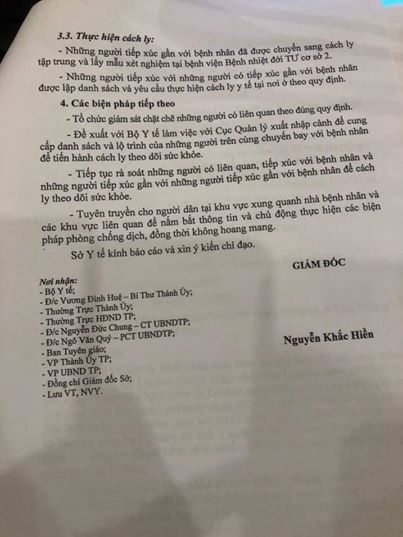 3.3. Thực hiện cách ly:
- Những người tiếp xúc gần với bệnh nhân đã được chuyển sang cách ly
tập trung và lấy mẫu xét nghiệm tại bệnh viện Bệnh nhiệt đới TƯ cơ sở 2.
- Những người tiếp xúc với những người có tiếp xúc gần với bệnh nhân
được lập danh sách và yêu cầu thực hiện cách ly y tế tại nơi ở theo quy định.
4. Các biện pháp tiếp theo
- Tổ chức giám sát chặt chẽ những người có liên quan theo đúng quy định.
- Đề xuất với Bộ Y tế làm việc với Cục Quản lý xuất nhập cảnh để cung
cấp danh sách và lộ trình của những người trên cùng chuyến bay với bệnh nhân
để tiến hành cách ly theo dõi sức khỏe.
- Tiếp tục rà soát những người có liên quan, tiếp xúc với bệnh nhân và
những người tiếp xúc gần với những người tiếp xúc gần với bệnh nhân để cách
ly theo dõi sức khỏe.
- Tuyên truyền cho người dân tại khu vực xung quanh nhà bệnh nhân và
các khu vực liên quan để nắm bắt thông tin và chủ động thực hiện các biện
pháp phòng chống dịch, đồng thời không hoang mang.
Sở Y tế kính báo cáo và xin ý kiến chỉ đạo.
GIÁM ĐỐC
Nơi nhận:
- Bộ Y tế;
- Đ/c Vương Đình Huệ – Bí Thư Thành Ủy;
- Thường Trực Thành Ủy;
- Thường Trực HĐND TP;
- Đ/c Nguyễn Đức Chung – CT UBNDTP;
- Đ/c Ngô Văn Quý – PCT UBNDTP;
- Ban Tuyên giáo;
- VP Thành Ủy TP;
- VP UBND TP;
- Đồng chí Giám đốc Sở;
- Lưu VT, NVY.
Nguyễn Khắc Hiền